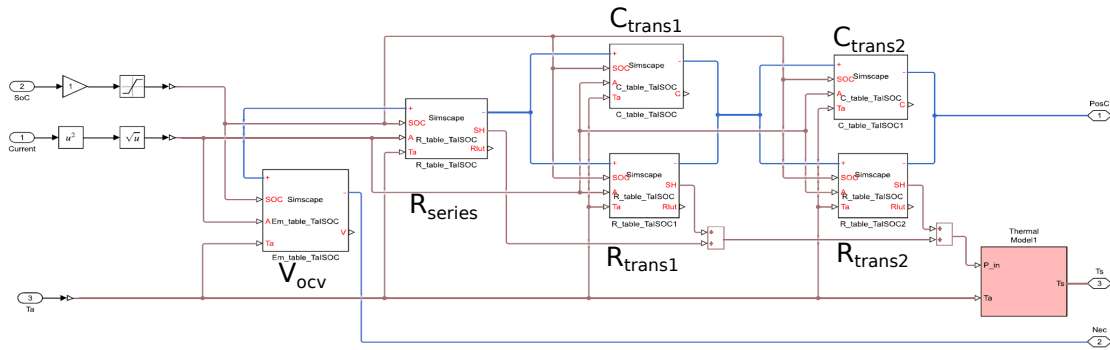 C_trans1
C_trans2
2
SoC
1
1
Current
u²
√u
+
-
SOC
A
Ta
Simscape
Em_table_TaISOC
V
Em_table_TaISOC
V_ocv
+
-
SOC
A
Ta
Simscape
R_table_TaISOC
SH
Rlut
R_table_TaISOC
R_series
+
-
SOC
A
Ta
Simscape
C_table_TaISOC
C
C_table_TaISOC
+
-
SOC
A
Ta
Simscape
R_table_TaISOC
SH
Rlut
R_table_TaISOC1
R_trans1
+
+
+
-
SOC
A
Ta
Simscape
C_table_TaISOC
C
C_table_TaISOC1
+
-
SOC
A
Ta
Simscape
R_table_TaISOC
SH
Rlut
R_table_TaISOC2
R_trans2
+
+
Thermal
Model1
P_in
Ta
Ts
PosC
1
Ts
3
Nec
2
3
Ta